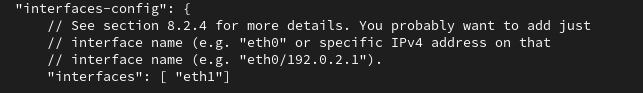 "interfaces-config": {
// See section 8.2.4 for more details. You probably want to add just
// interface name (e.g. "eth0" or specific IPv4 address on that
// interface name (e.g. "eth0/192.0.2.1").
"interfaces": [ "eth1"]